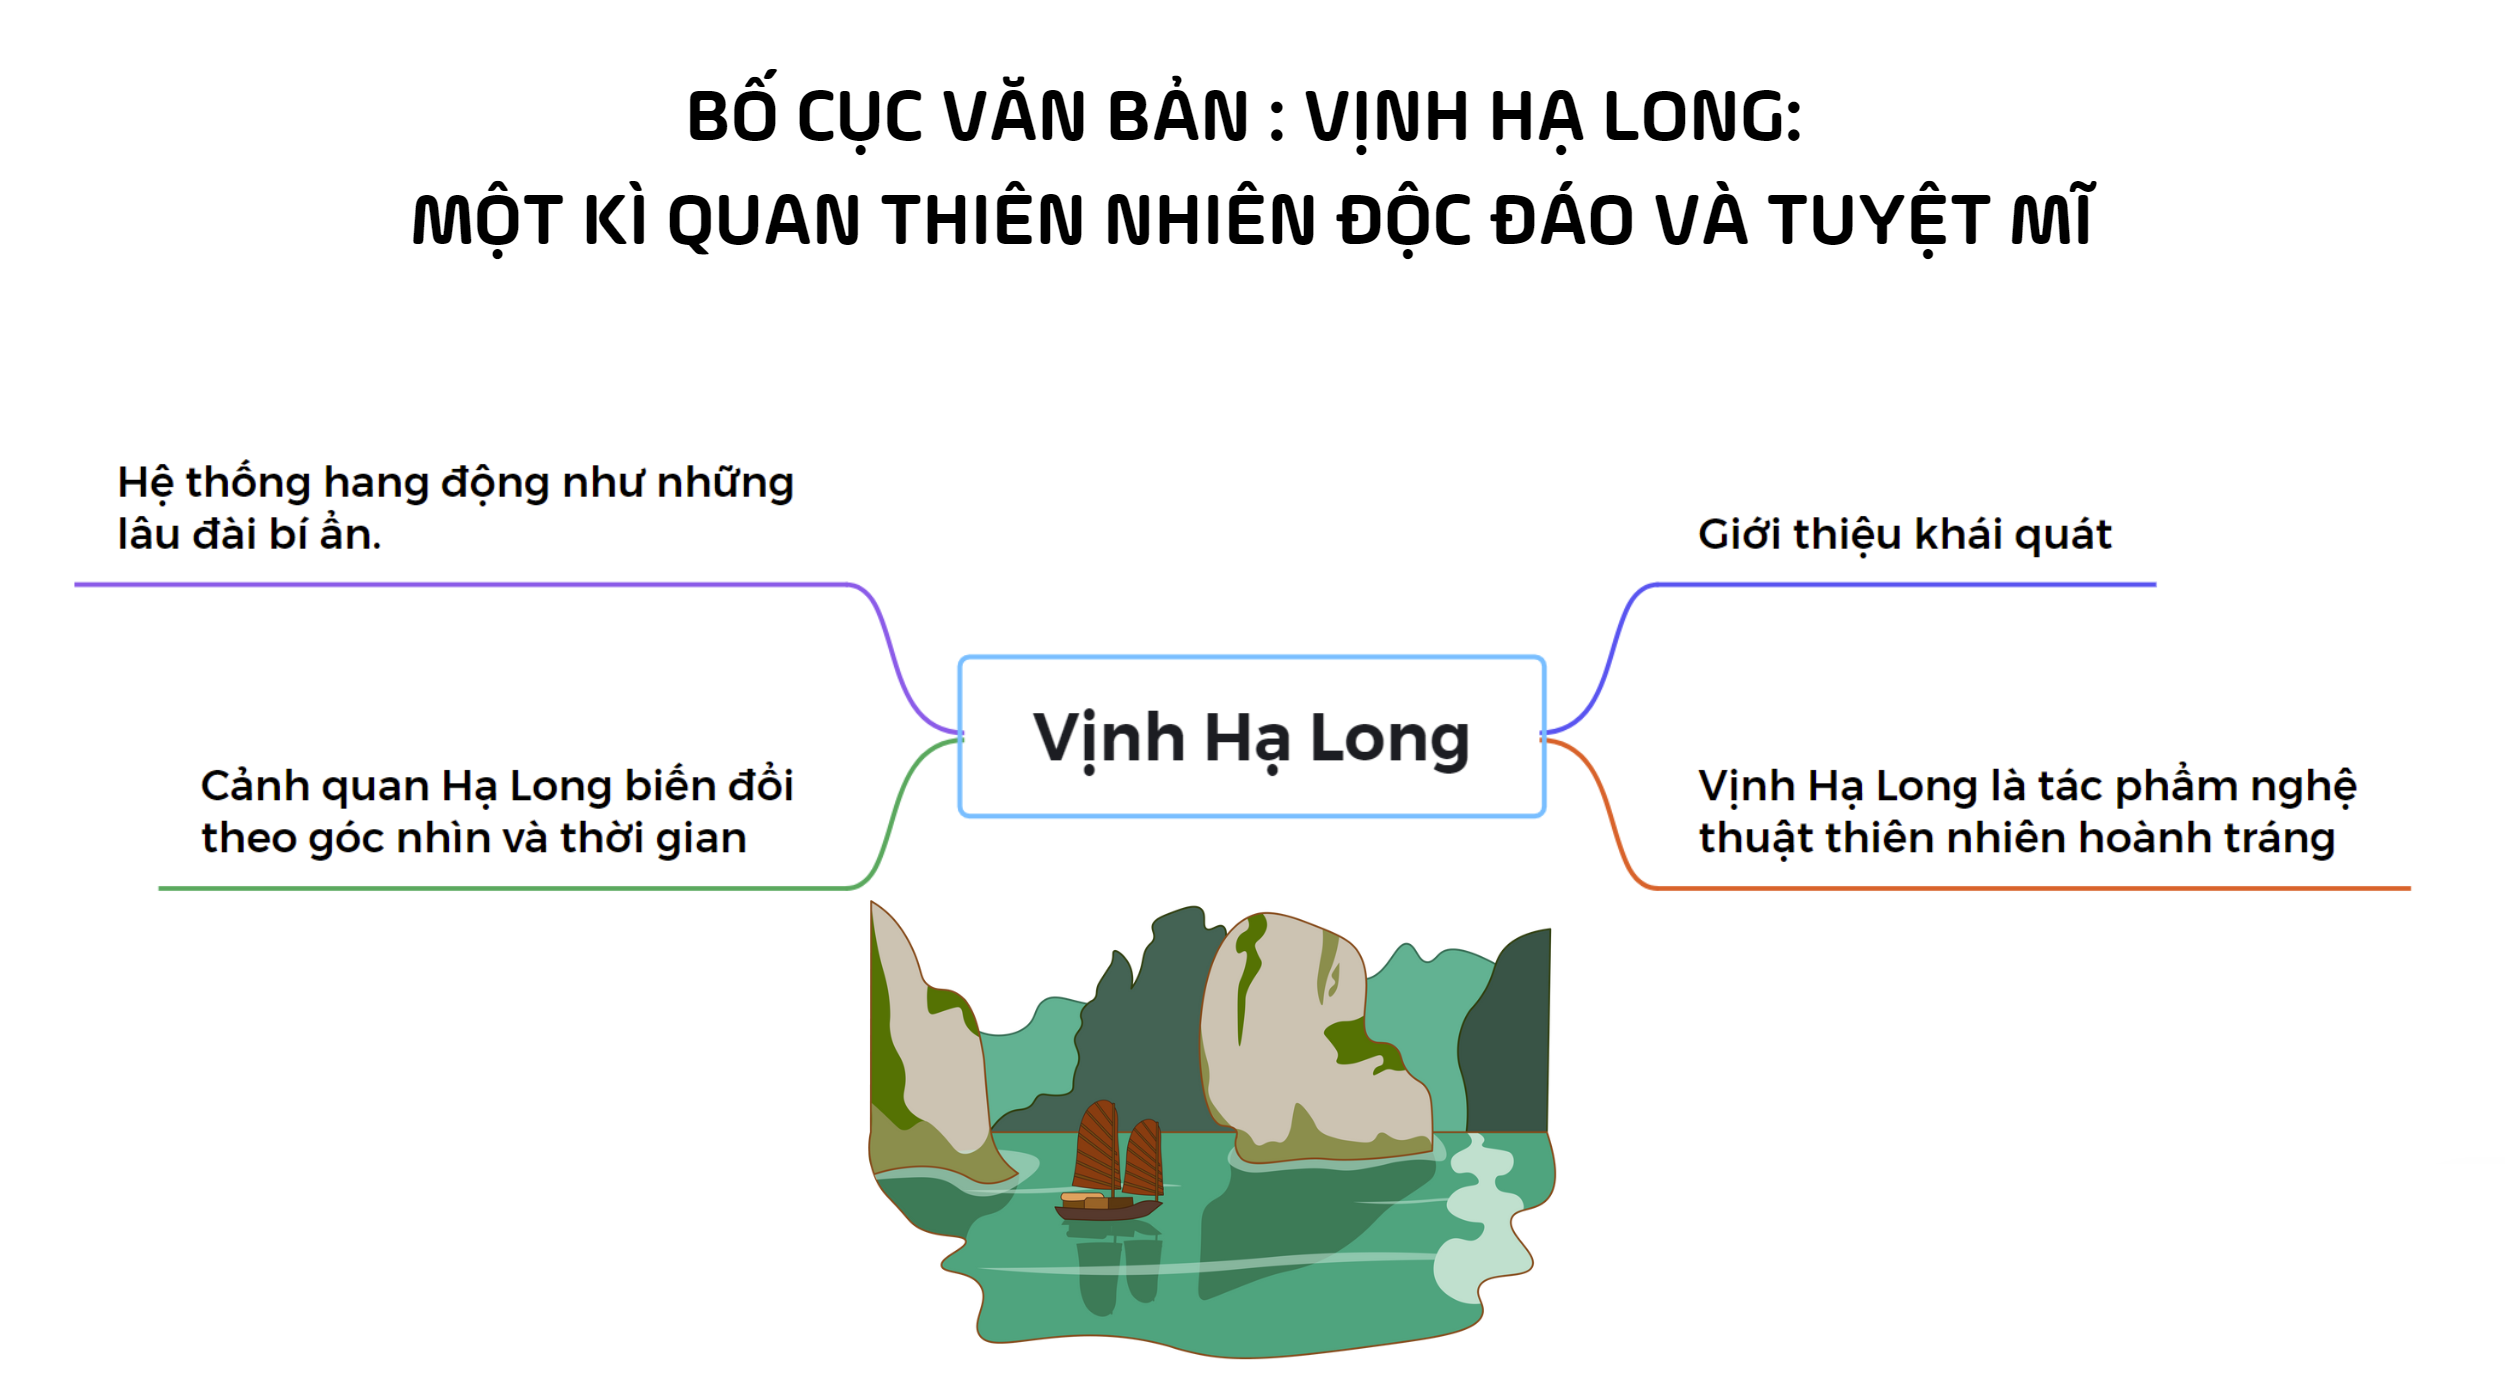 BỐ CỤC VĂN BẢN : VỊNH HẠ LONG:
MỘT KÌ QUAN THIÊN NHIÊN ĐỘC ĐÁO VÀ TUYỆT MĨ
Hệ thống hang động như những
lâu đài bí ẩn.
Giới thiệu khái quát
Vịnh Hạ Long
Cảnh quan Hạ Long biến đổi
theo góc nhìn và thời gian
Vịnh Hạ Long là tác phẩm nghệ
thuật thiên nhiên hoành tráng